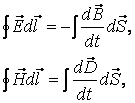 ∮E⃗dl⃗ = −∫dB⃗/dt dS⃗,
∮H⃗dl⃗ = ∫dD⃗/dt dS⃗,